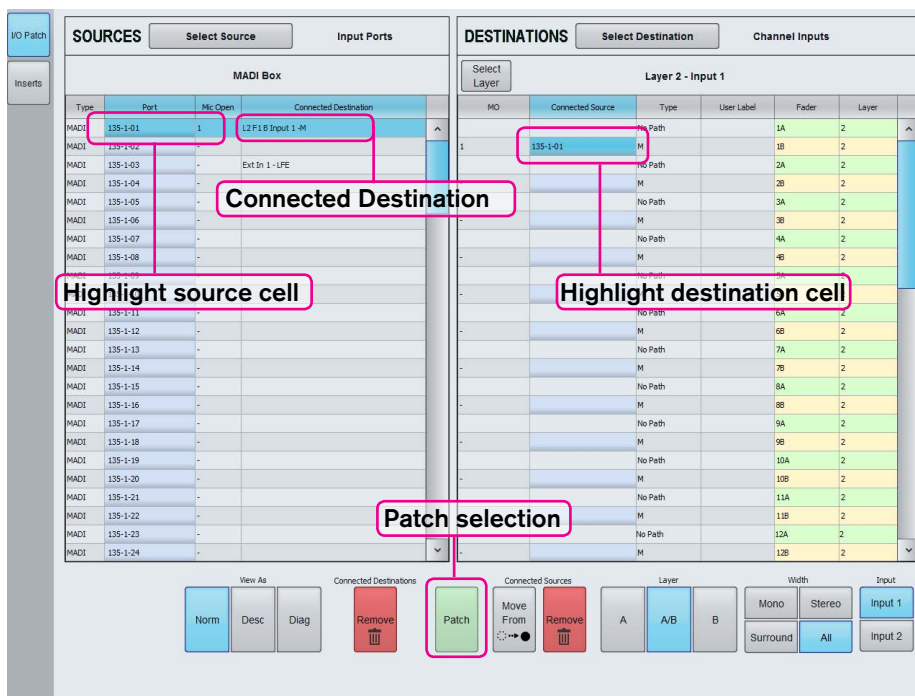 I/O Patch
Inserts
SOURCES Select Source Input Ports
MADI Box
Type Port Mic Open Connected Destination
MADI 135-1-01 1 L2 F1 B Input 1 -M
MADI 135-1-02 -
MADI 135-1-03 - Ext In 1 - LFE
MADI 135-1-04 -
MADI 135-1-05 -
MADI 135-1-06 -
MADI 135-1-07 -
MADI 135-1-08 -
MADI 135-1-09 -
MADI 135-1-11 -
MADI 135-1-12 -
MADI 135-1-13 -
MADI 135-1-14 -
MADI 135-1-15 -
MADI 135-1-16 -
MADI 135-1-17 -
MADI 135-1-18 -
MADI 135-1-19 -
MADI 135-1-20 -
MADI 135-1-21 -
MADI 135-1-22 -
MADI 135-1-23 -
MADI 135-1-24 -
Connected Destination
Highlight source cell
DESTINATIONS Select Destination Channel Inputs
Select Layer
Layer 2 - Input 1
MO Connected Source Type User Label Fader Layer
No Path 1A 2
1 135-1-01 M 1B 2
No Path 2A 2
M 2B 2
No Path 3A 2
- M 3B 2
No Path 4A 2
- M 4B 2
No Path 5A 2
-
No Path 6A 2
- M 6B 2
No Path 7A 2
- M 7B 2
No Path 8A 2
- M 8B 2
No Path 9A 2
- M 9B 2
No Path 10A 2
- M 10B 2
No Path 11A 2
M 11B 2
No Path 12A 2
- M 12B 2
Highlight destination cell
Patch selection
View As
Norm Desc Diag
Connected Destinations
Remove
Patch
Connected Sources
Move From
Remove
Layer
A A/B B
Width
Mono Stereo
Surround All
Input
Input 1
Input 2